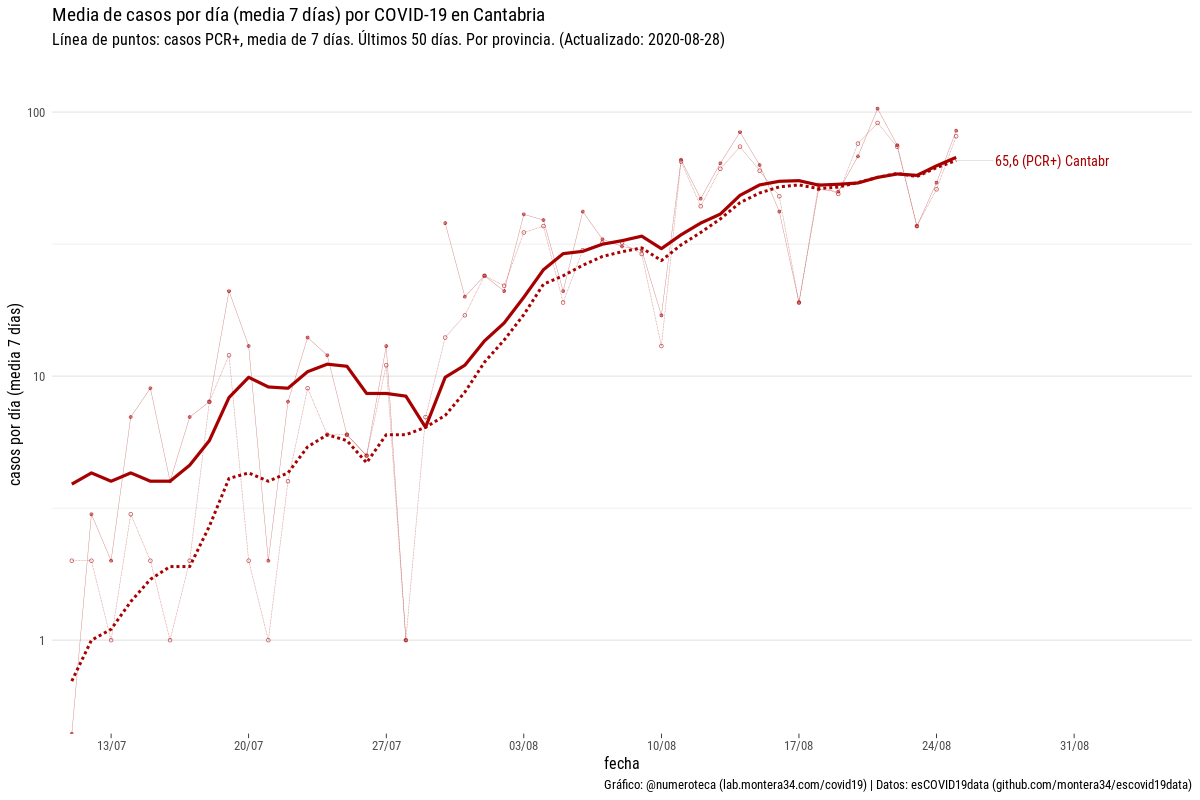 Media de casos por día (media 7 días) por COVID-19 en Cantabria
Línea de puntos: casos PCR+, media de 7 días. Últimos 50 días. Por provincia. (Actualizado: 2020-08-28)
casos por día (media 7 días)
100
10
1
65,6 (PCR+) Cantabr
13/07
20/07
27/07
03/08
10/08
17/08
24/08
31/08
fecha
Gráfico: @numeroteca (lab.montera34.com/covid19) | Datos: esCOVID19data (github.com/montera34/escovid19data)